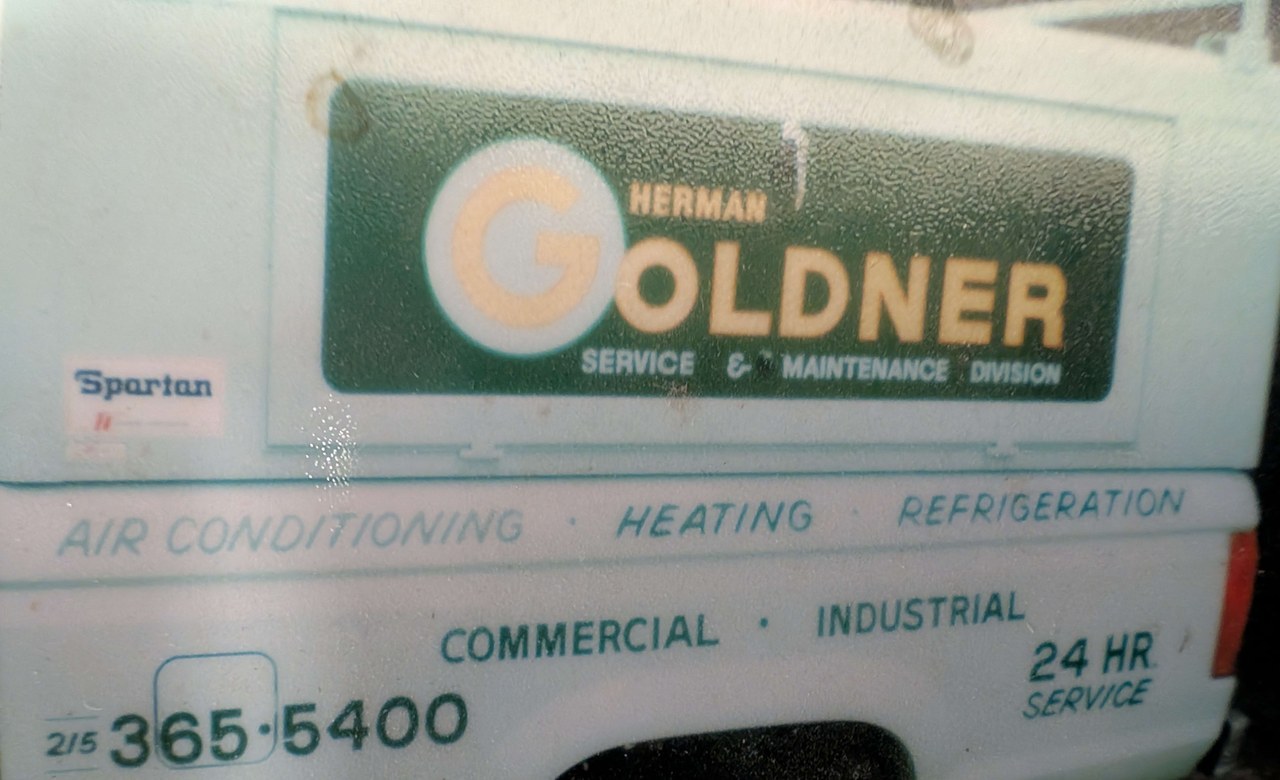 HERMAN
GOLDNER
SERVICE & MAINTENANCE DIVISION
Spartan
AIR CONDITIONING · HEATING · REFRIGERATION
COMMERCIAL · INDUSTRIAL
24 HR
SERVICE
215 365·5400